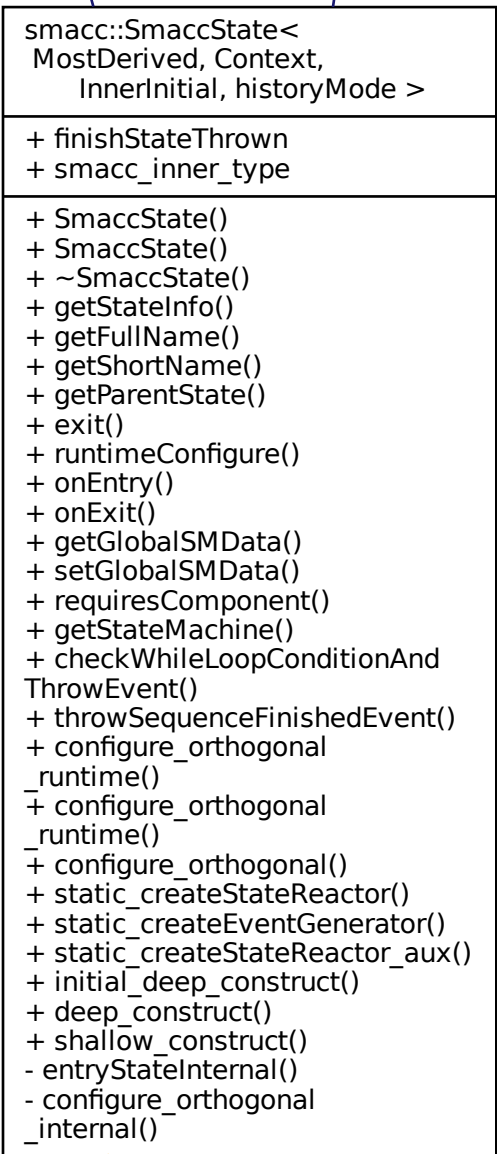 smacc::SmaccState<
MostDerived, Context,
InnerInitial, historyMode >
+ finishStateThrown
+ smacc_inner_type
+ SmaccState()
+ SmaccState()
+ ~SmaccState()
+ getStateInfo()
+ getFullName()
+ getShortName()
+ getParentState()
+ exit()
+ runtimeConfigure()
+ onEntry()
+ onExit()
+ getGlobalSMData()
+ setGlobalSMData()
+ requiresComponent()
+ getStateMachine()
+ checkWhileLoopConditionAnd
ThrowEvent()
+ throwSequenceFinishedEvent()
+ configure_orthogonal
_runtime()
+ configure_orthogonal
_runtime()
+ configure_orthogonal()
+ static_createStateReactor()
+ static_createEventGenerator()
+ static_createStateReactor_aux()
+ initial_deep_construct()
+ deep_construct()
+ shallow_construct()
- entryStateInternal()
- configure_orthogonal
_internal()